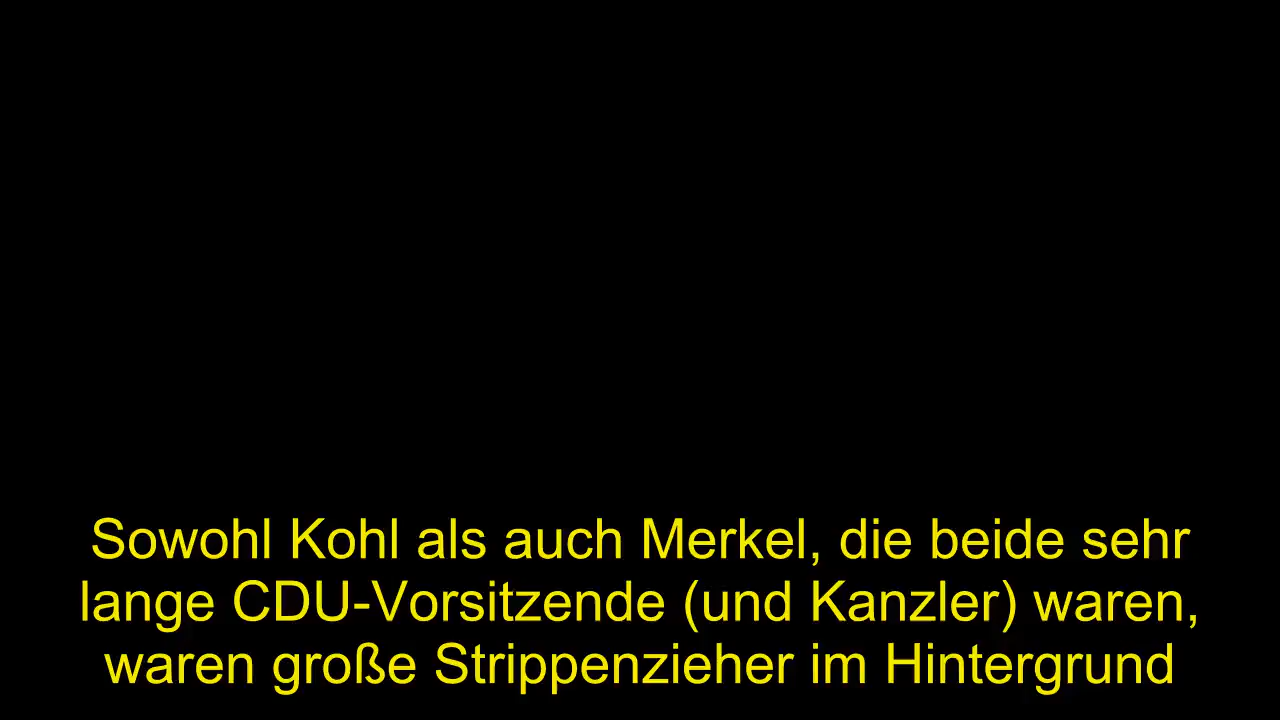 Sowohl Kohl als auch Merkel, die beide sehr
lange CDU-Vorsitzende (und Kanzler) waren,
waren große Strippenzieher im Hintergrund